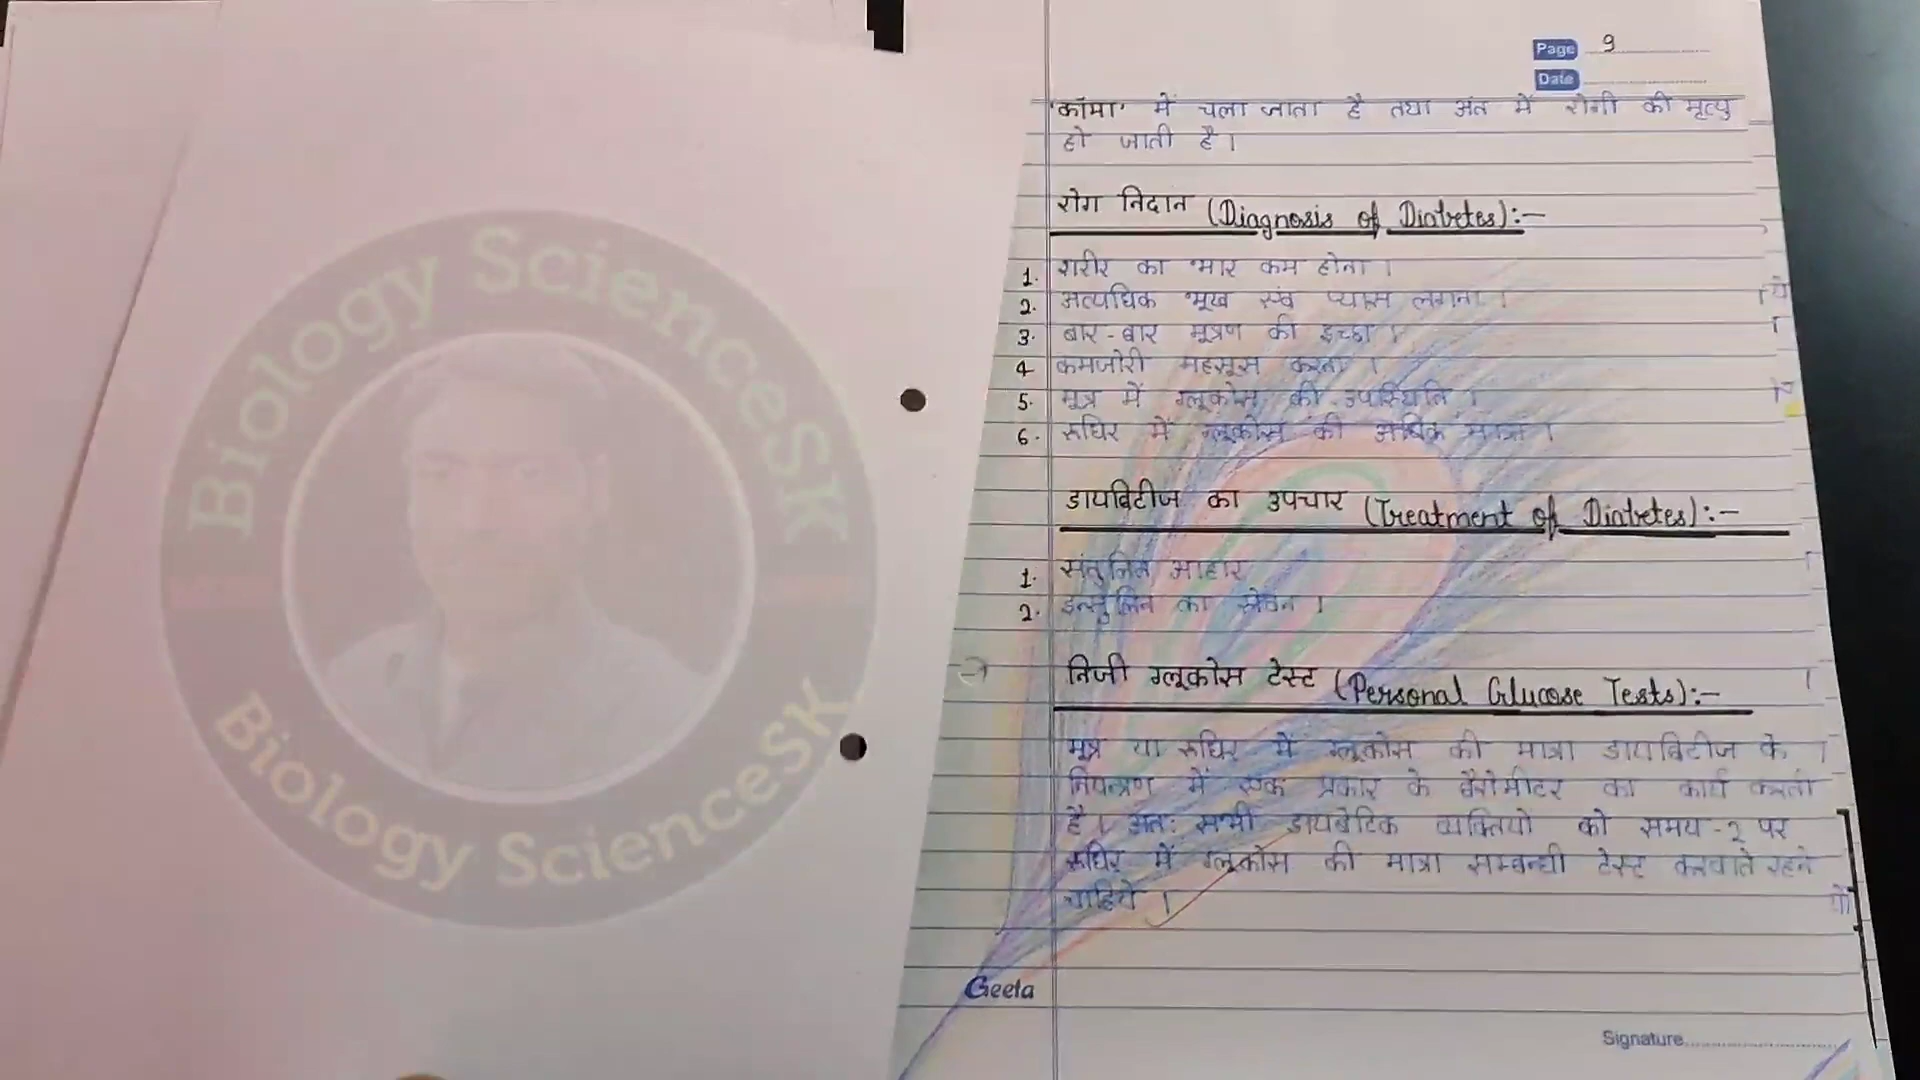 Biology ScienceSK
Biology ScienceSK
Page 9
Date
'कॉमा' में चला जाता है तथा अंत में रोगी की मृत्यु
हो जाती है।
रोग निदान (Diagnosis of Diabetes):-
1. शरीर का भार कम होना।
2. अत्यधिक भूख एवं प्यास लगना।
3. बार-बार मूत्रण की इच्छा।
4 कमजोरी महसूस करना।
5. मूत्र में ग्लूकोस की उपस्थिति।
6. रुधिर में ग्लूकोस की अधिक मात्रा।
डायबिटीज का उपचार (Treatment of Diabetes):-
1. संतुलित आहार
2. इन्सुलिन का सेवन।
निजी ग्लूकोस टेस्ट (Personal Glucose Tests):-
मूत्र या रुधिर में ग्लूकोस की मात्रा डायबिटीज के
नियन्त्रण में एक प्रकार के बैरोमीटर का कार्य करती
है। अतः सभी डायबेटिक व्यक्तियों को समय-२ पर
रुधिर में ग्लूकोस की मात्रा सम्बन्धी टेस्ट करवाते रहने
चाहिये।
Geeta
Signature